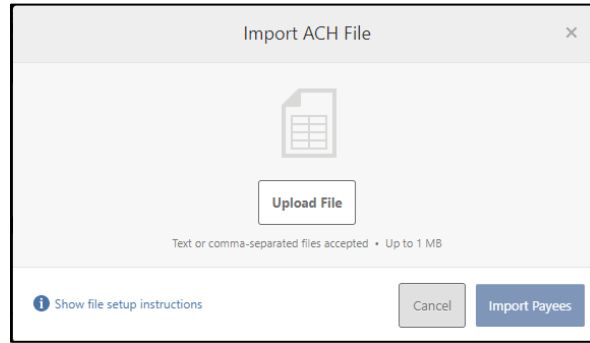 Import ACH File
×
Upload File
Text or comma-separated files accepted • Up to 1 MB
Show file setup instructions
Cancel
Import Payees